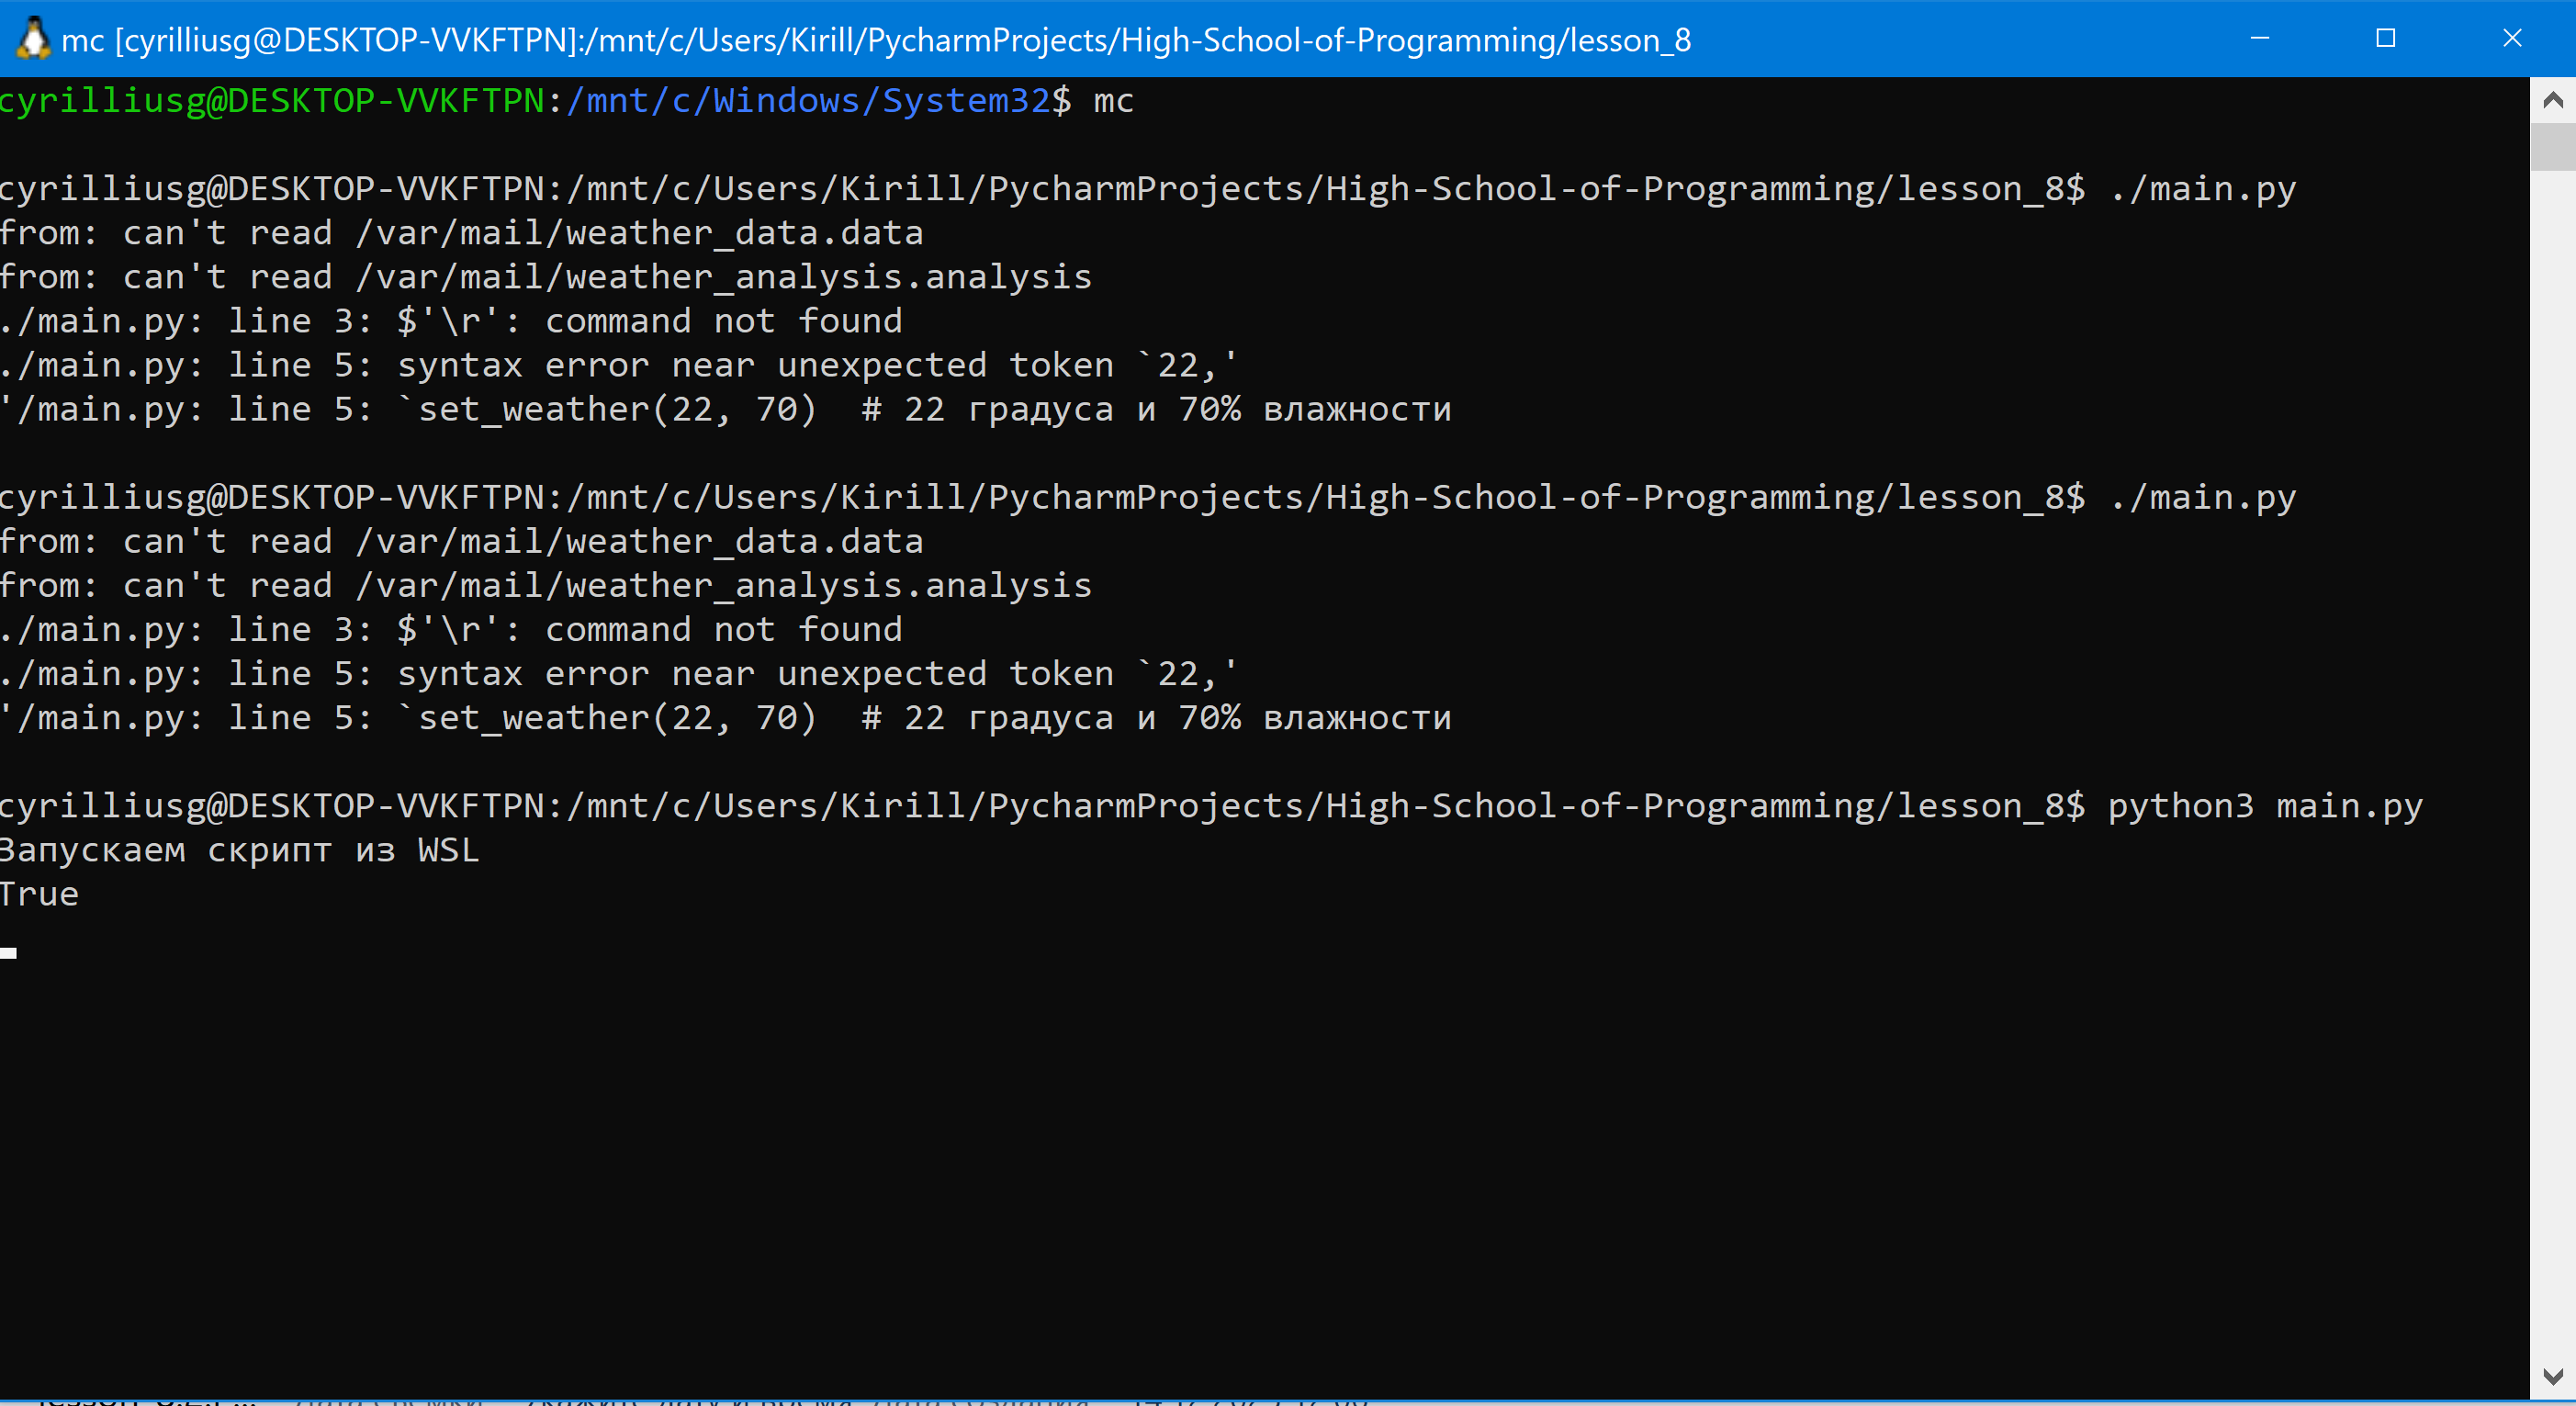 mc [cyrilliusg@DESKTOP-VVKFTPN]:/mnt/c/Users/Kirill/PycharmProjects/High-School-of-Programming/lesson_8
cyrilliusg@DESKTOP-VVKFTPN:/mnt/c/Windows/System32$ mc
cyrilliusg@DESKTOP-VVKFTPN:/mnt/c/Users/Kirill/PycharmProjects/High-School-of-Programming/lesson_8$ ./main.py
from: can't read /var/mail/weather_data.data
from: can't read /var/mail/weather_analysis.analysis
./main.py: line 3: $'\r': command not found
./main.py: line 5: syntax error near unexpected token `22,'
'/main.py: line 5: `set_weather(22, 70)  # 22 градуса и 70% влажности
cyrilliusg@DESKTOP-VVKFTPN:/mnt/c/Users/Kirill/PycharmProjects/High-School-of-Programming/lesson_8$ ./main.py
from: can't read /var/mail/weather_data.data
from: can't read /var/mail/weather_analysis.analysis
./main.py: line 3: $'\r': command not found
./main.py: line 5: syntax error near unexpected token `22,'
'/main.py: line 5: `set_weather(22, 70)  # 22 градуса и 70% влажности
cyrilliusg@DESKTOP-VVKFTPN:/mnt/c/Users/Kirill/PycharmProjects/High-School-of-Programming/lesson_8$ python3 main.py
Запускаем скрипт из WSL
True